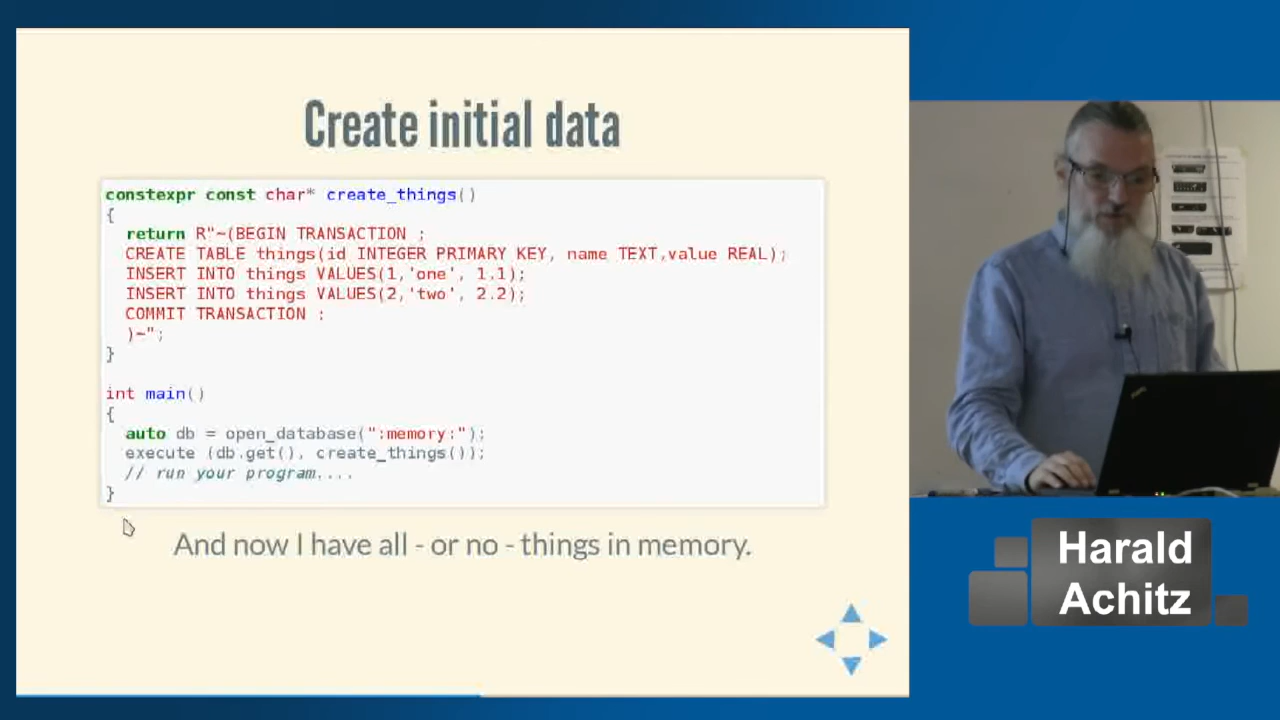 Create initial data
constexpr const char* create_things()
{
return R"~(BEGIN TRANSACTION ;
CREATE TABLE things(id INTEGER PRIMARY KEY, name TEXT,value REAL);
INSERT INTO things VALUES(1,'one', 1.1);
INSERT INTO things VALUES(2,'two', 2.2);
COMMIT TRANSACTION ;
)~";
}
int main()
{
auto db = open_database(":memory:");
execute (db.get(), create_things());
// run your program....
}
And now I have all - or no - things in memory.
Harald
Achitz